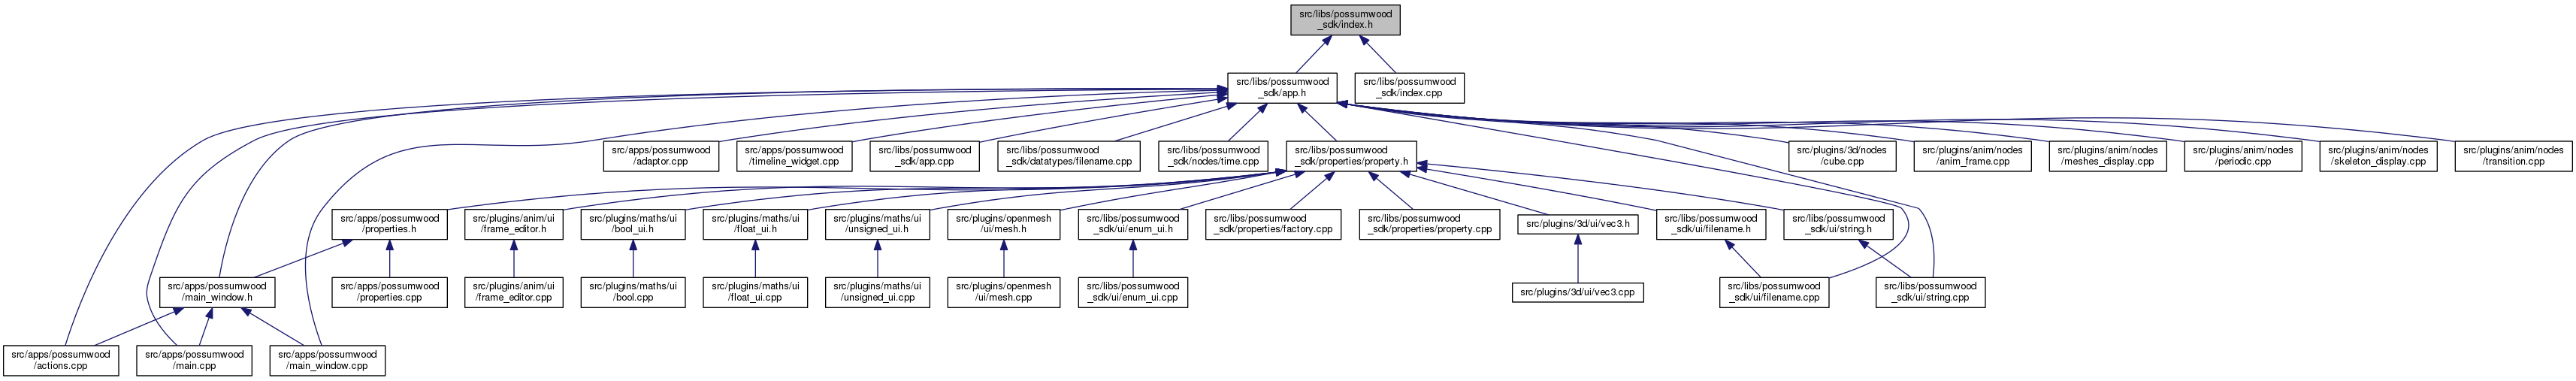 src/libs/possumwood
_sdk/index.h
src/libs/possumwood
_sdk/app.h
src/libs/possumwood
_sdk/index.cpp
src/apps/possumwood
/adaptor.cpp
src/apps/possumwood
/timeline_widget.cpp
src/libs/possumwood
_sdk/app.cpp
src/libs/possumwood
_sdk/datatypes/filename.cpp
src/libs/possumwood
_sdk/nodes/time.cpp
src/libs/possumwood
_sdk/properties/property.h
src/plugins/3d/nodes
/cube.cpp
src/plugins/anim/nodes
/anim_frame.cpp
src/plugins/anim/nodes
/meshes_display.cpp
src/plugins/anim/nodes
/periodic.cpp
src/plugins/anim/nodes
/skeleton_display.cpp
src/plugins/anim/nodes
/transition.cpp
src/apps/possumwood
/properties.h
src/plugins/anim/ui
/frame_editor.h
src/plugins/maths/ui
/bool_ui.h
src/plugins/maths/ui
/float_ui.h
src/plugins/maths/ui
/unsigned_ui.h
src/plugins/openmesh
/ui/mesh.h
src/libs/possumwood
_sdk/ui/enum_ui.h
src/libs/possumwood
_sdk/properties/factory.cpp
src/libs/possumwood
_sdk/properties/property.cpp
src/plugins/3d/ui/vec3.h
src/libs/possumwood
_sdk/ui/filename.h
src/libs/possumwood
_sdk/ui/string.h
src/apps/possumwood
/main_window.h
src/apps/possumwood
/properties.cpp
src/plugins/anim/ui
/frame_editor.cpp
src/plugins/maths/ui
/bool.cpp
src/plugins/maths/ui
/float_ui.cpp
src/plugins/maths/ui
/unsigned_ui.cpp
src/plugins/openmesh
/ui/mesh.cpp
src/libs/possumwood
_sdk/ui/enum_ui.cpp
src/plugins/3d/ui/vec3.cpp
src/libs/possumwood
_sdk/ui/filename.cpp
src/libs/possumwood
_sdk/ui/string.cpp
src/apps/possumwood
/actions.cpp
src/apps/possumwood
/main.cpp
src/apps/possumwood
/main_window.cpp